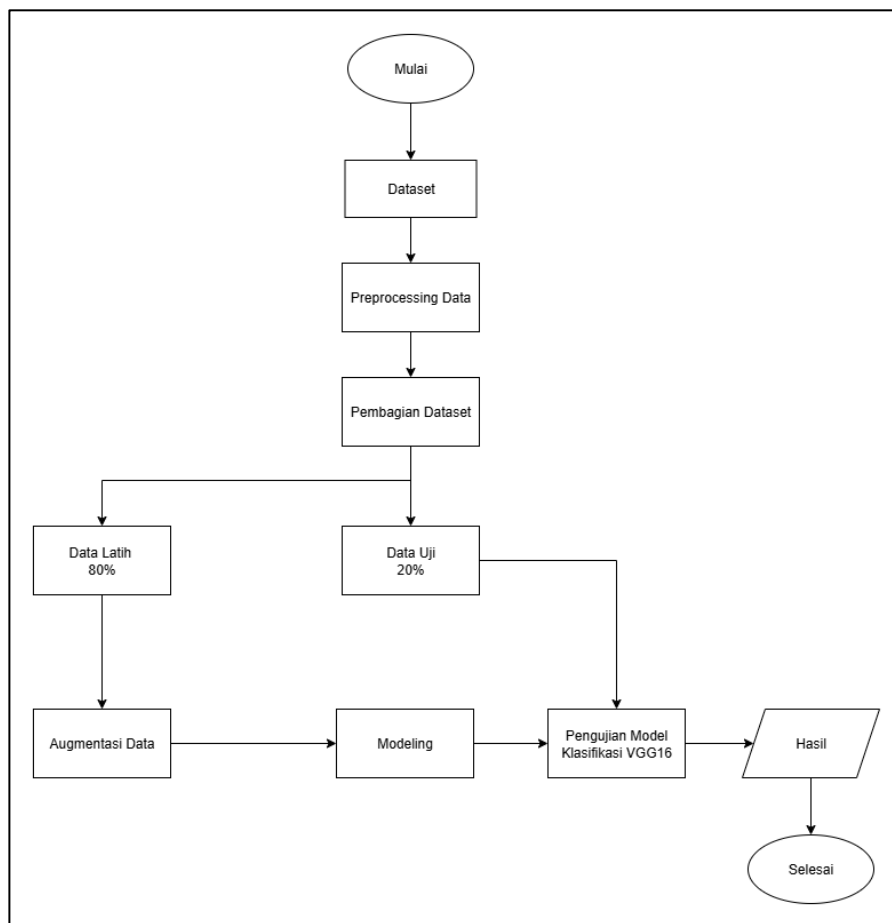 Mulai
Dataset
Preprocessing Data
Pembagian Dataset
Data Latih
80%
Data Uji
20%
Augmentasi Data
Modeling
Pengujian Model
Klasifikasi VGG16
Hasil
Selesai